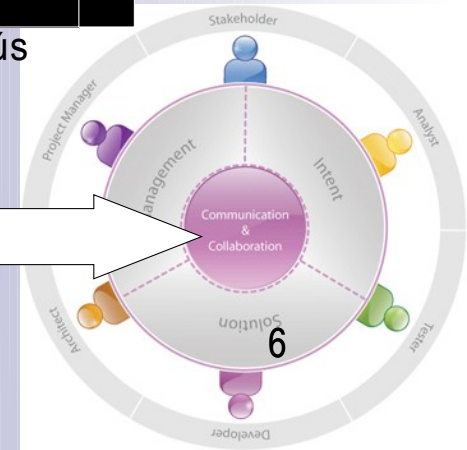 ús
Stakeholder
Project Manager
Analyst
Management
Intent
Communication
&
Collaboration
Solution
6
Architect
Tester
Developer